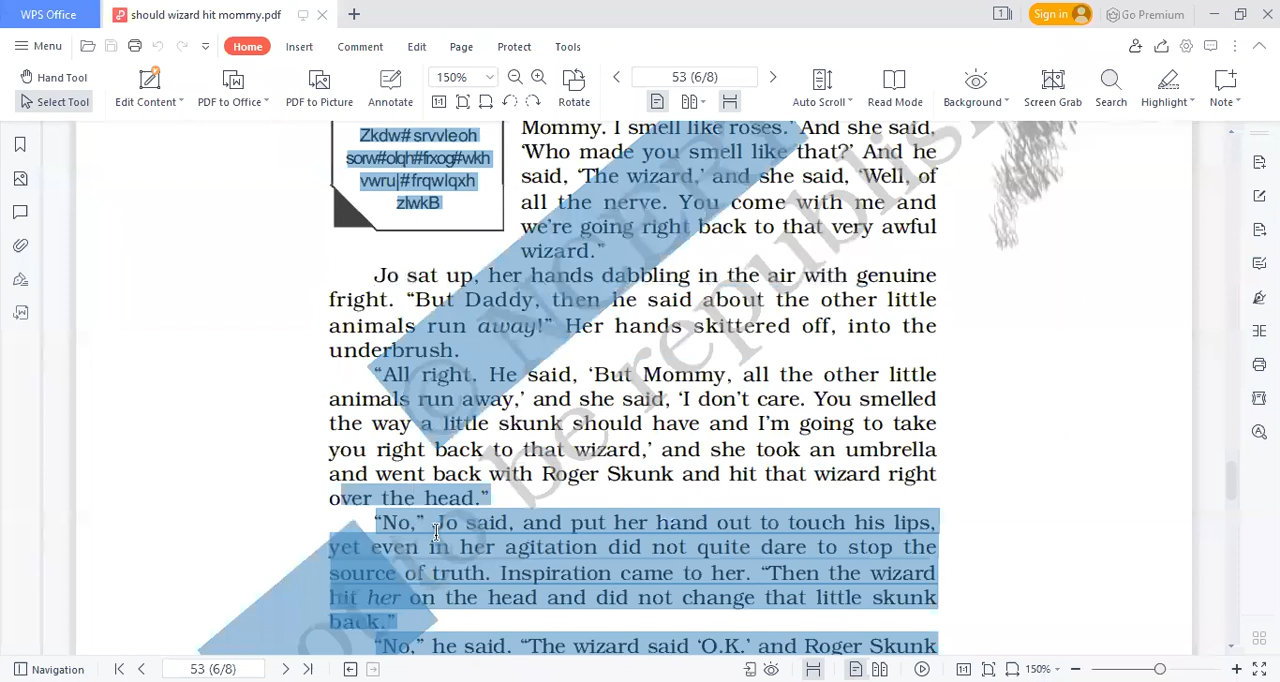 WPS Office
should wizard hit mommy.pdf
Sign in
Go Premium
Menu
Home
Insert
Comment
Edit
Page
Protect
Tools
Hand Tool
Select Tool
Edit Content
PDF to Office
PDF to Picture
Annotate
150%
53 (6/8)
Rotate
Auto Scroll
Read Mode
Background
Screen Grab
Search
Highlight
Note
Zkdw# srvvleoh
sorw#olqh#frxog#wkh
vwru|#frqwlqxh
zlwkB
Mommy. I smell like roses.’ And she said,
‘Who made you smell like that?’ And he
said, ‘The wizard,’ and she said, ‘Well, of
all the nerve. You come with me and
we’re going right back to that very awful
wizard.”
Jo sat up, her hands dabbling in the air with genuine
fright. “But Daddy, then he said about the other little
animals run away!” Her hands skittered off, into the
underbrush.
“All right. He said, ‘But Mommy, all the other little
animals run away,’ and she said, ‘I don’t care. You smelled
the way a little skunk should have and I’m going to take
you right back to that wizard,’ and she took an umbrella
and went back with Roger Skunk and hit that wizard right
over the head.”
“No,” Jo said, and put her hand out to touch his lips,
yet even in her agitation did not quite dare to stop the
source of truth. Inspiration came to her. “Then the wizard
hit her on the head and did not change that little skunk
back.”
“No,” he said. “The wizard said ‘O.K.’ and Roger Skunk
© NCERT
not to be republished
Navigation
53 (6/8)
150%